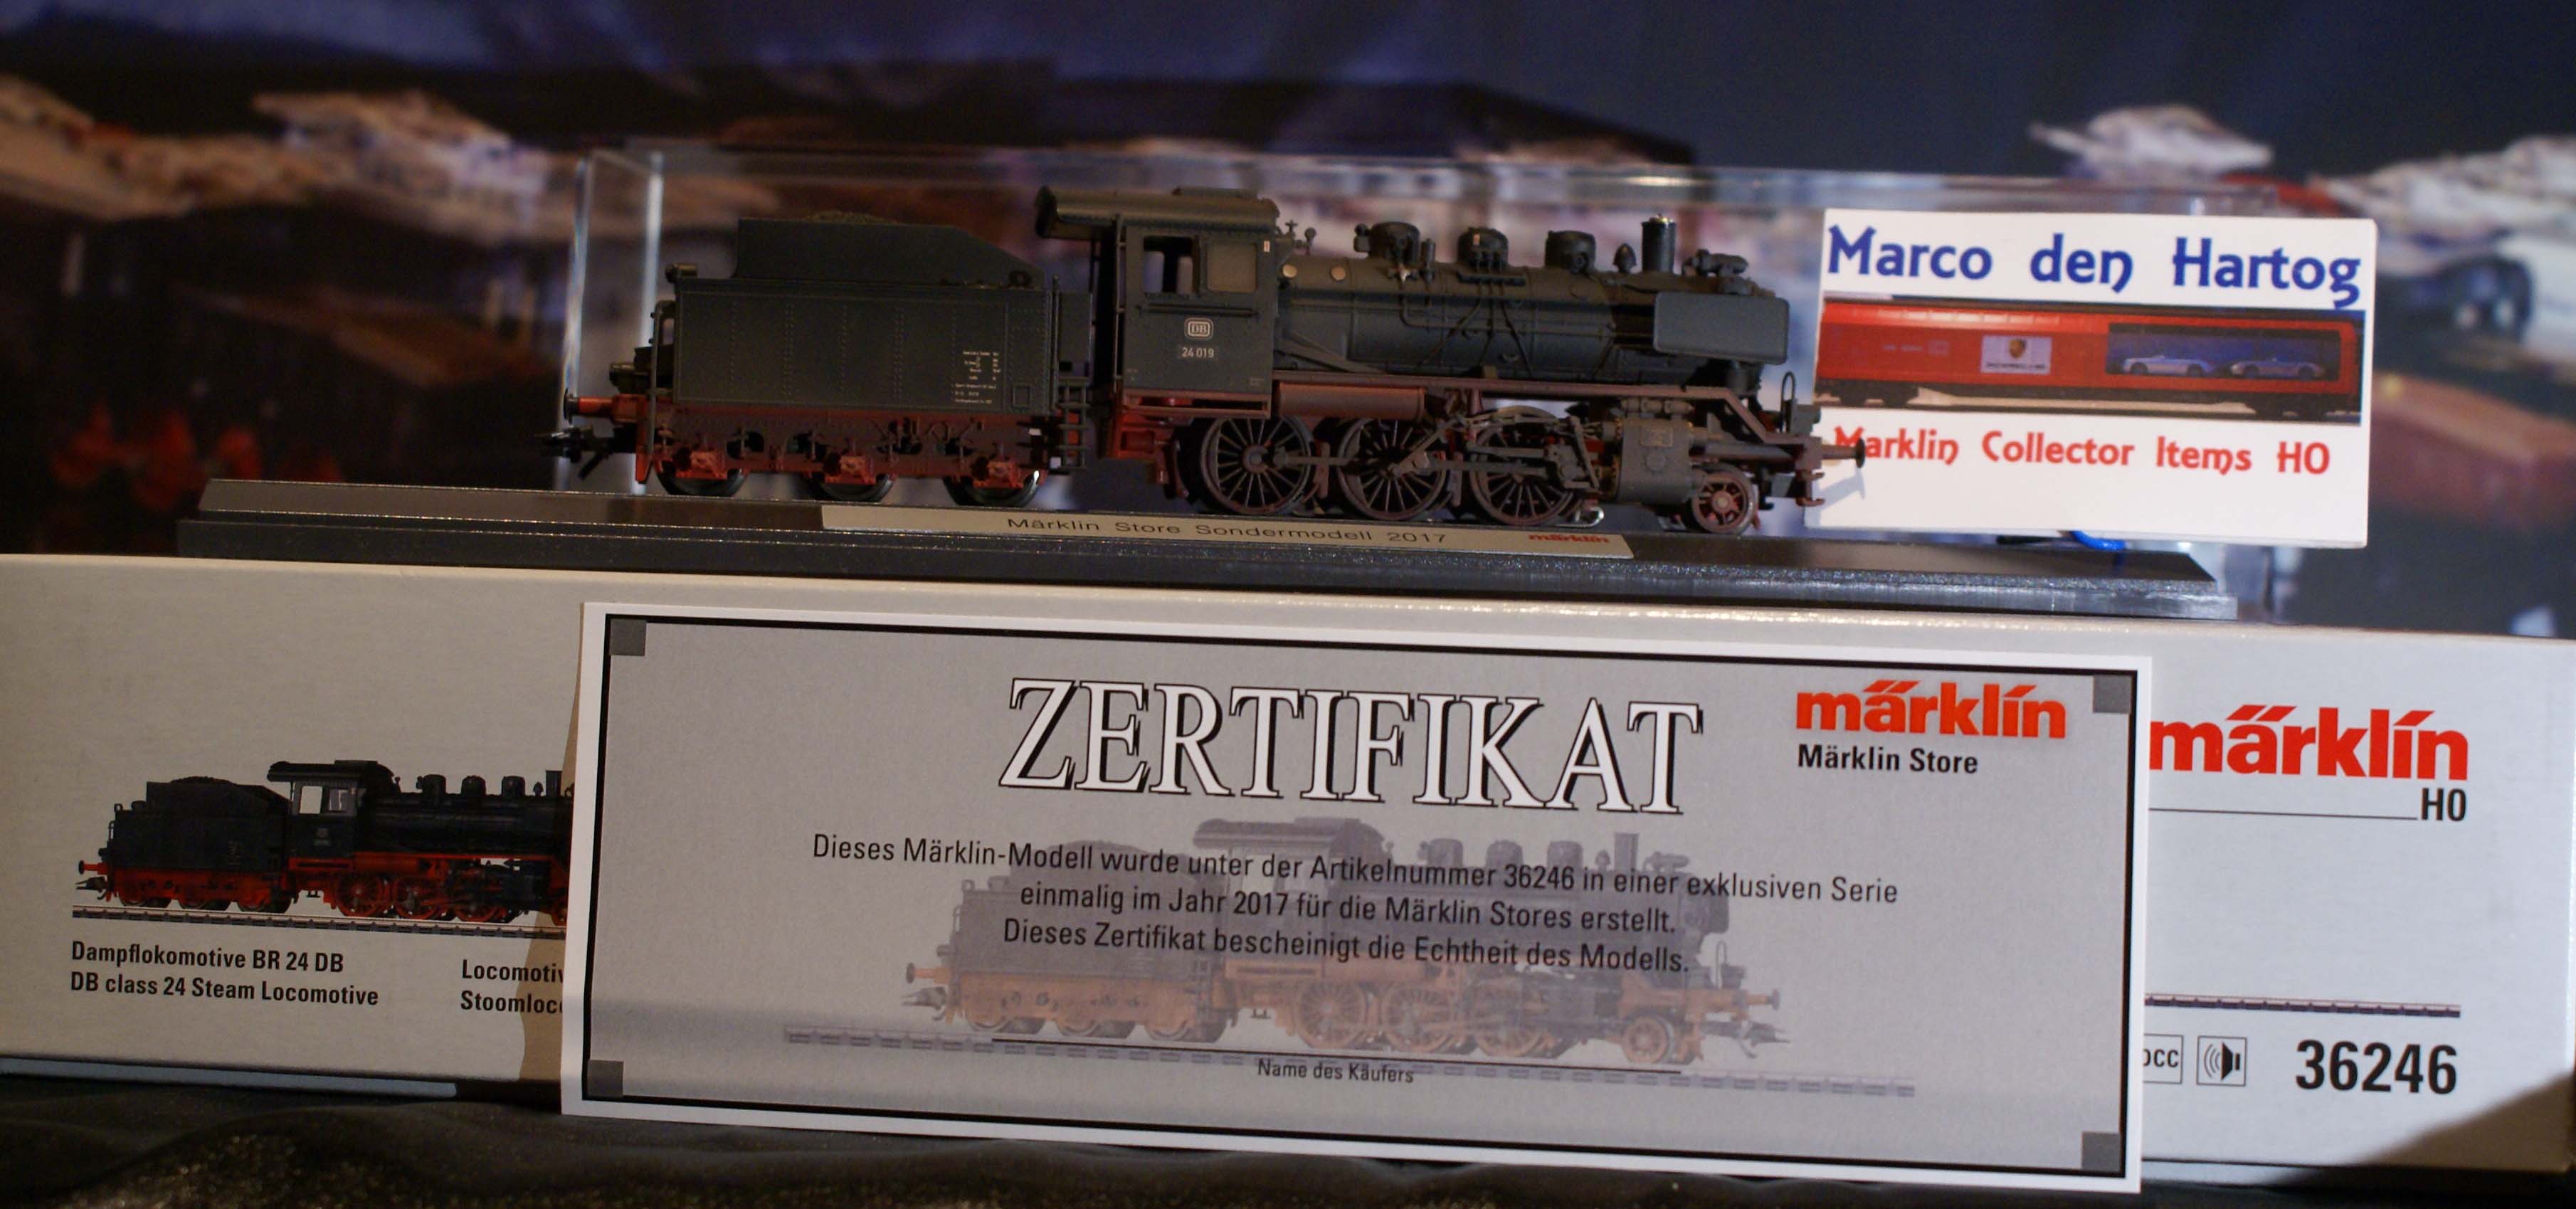 Marco den Hartog
DB
24 019
Marklin Collector Items HO
Märklin Store Sondermodell 2017
märklin
ZERTIFIKAT
märklin
Märklin Store
Dieses Märklin-Modell wurde unter der Artikelnummer 36246 in einer exklusiven Serie
einmalig im Jahr 2017 für die Märklin Stores erstellt.
Dieses Zertifikat bescheinigt die Echtheit des Modells.
Name des Käufers
Dampflokomotive BR 24 DB
DB class 24 Steam Locomotive
Locomotiv
Stoomloc
märklin
HO
36246